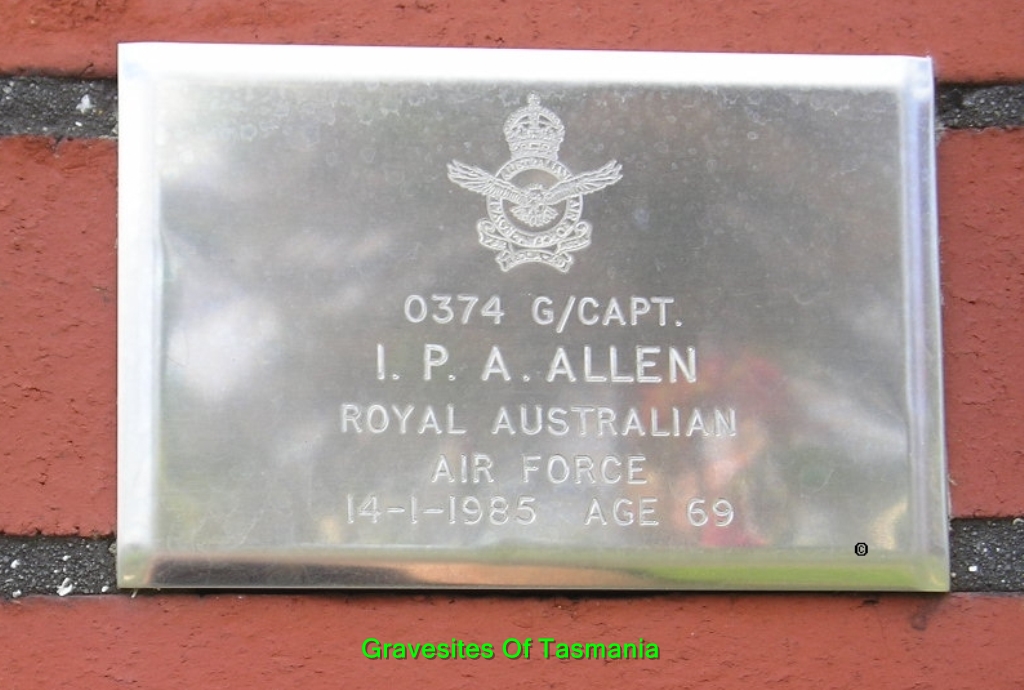 0374 G/CAPT.
I. P. A. ALLEN
ROYAL AUSTRALIAN
AIR FORCE
14-1-1985 AGE 69
©
Gravesites Of Tasmania